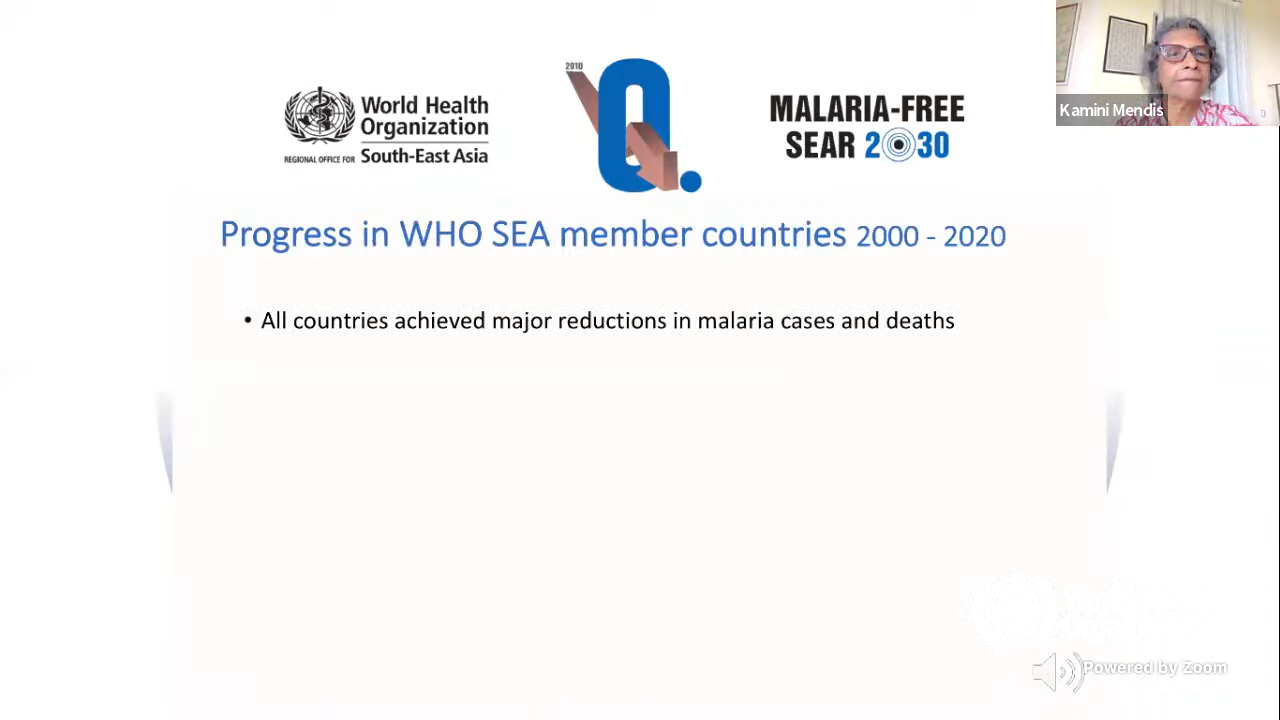 World Health
Organization
REGIONAL OFFICE FOR South-East Asia
2010
0.
MALARIA-FREE
SEAR 2030
Kamini Mendis
Progress in WHO SEA member countries 2000 - 2020
• All countries achieved major reductions in malaria cases and deaths
Powered by Zoom